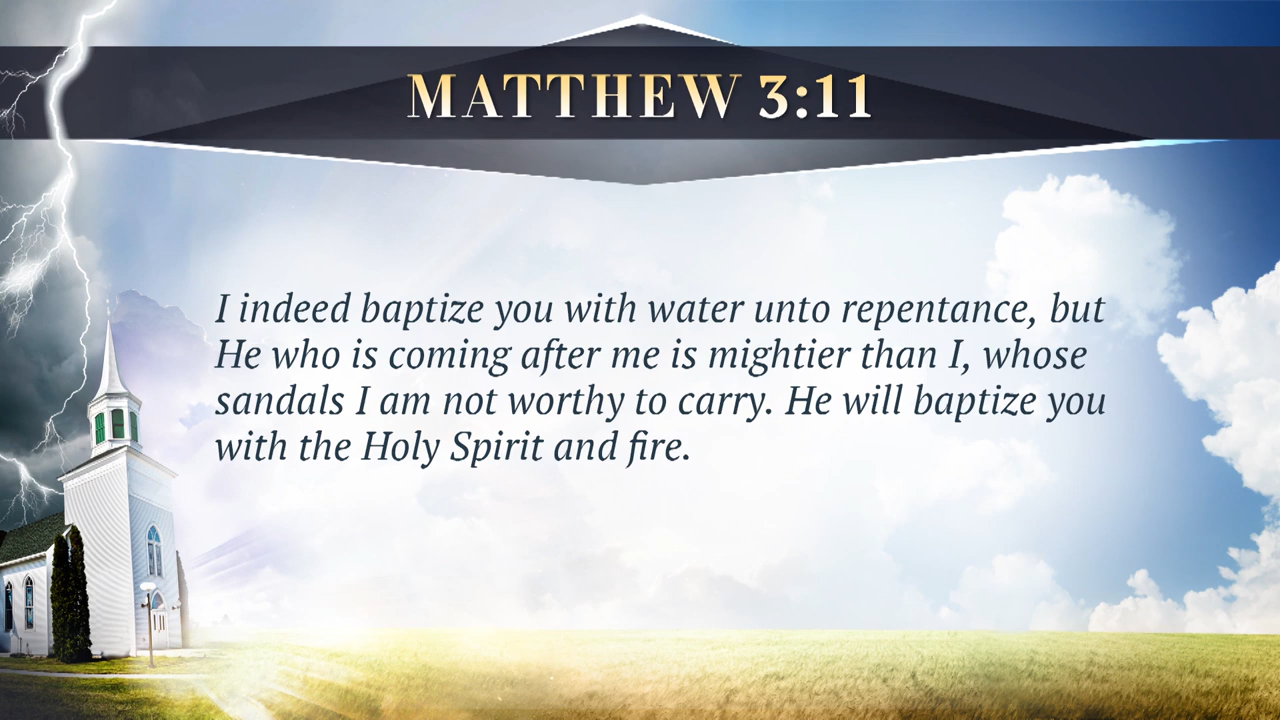 MATTHEW 3:11
I indeed baptize you with water unto repentance, but
He who is coming after me is mightier than I, whose
sandals I am not worthy to carry. He will baptize you
with the Holy Spirit and fire.